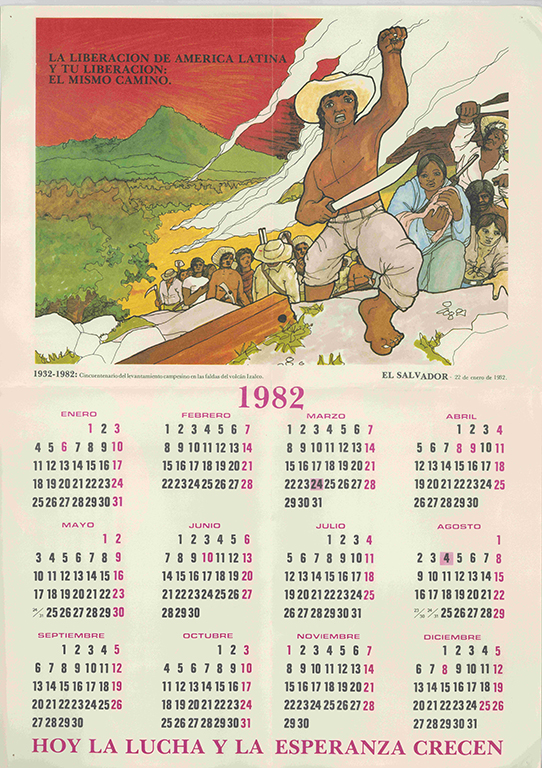 LA LIBERACION DE AMERICA LATINA
Y TU LIBERACION:
EL MISMO CAMINO.
1932-1982: Cincuentenario del levantamiento campesino en las faldas del volcán Izalco.
EL SALVADOR - 22 de enero de 1982.
1982
ENERO
1 2 3
4 5 6 7 8 9 10
11 12 13 14 15 16 17
18 19 20 21 22 23 24
25 26 27 28 29 30 31
FEBRERO
1 2 3 4 5 6 7
8 9 10 11 12 13 14
15 16 17 18 19 20 21
22 23 24 25 26 27 28
MARZO
1 2 3 4 5 6 7
8 9 10 11 12 13 14
15 16 17 18 19 20 21
22 23 24 25 26 27 28
29 30 31
ABRIL
1 2 3 4
5 6 7 8 9 10 11
12 13 14 15 16 17 18
19 20 21 22 23 24 25
26 27 28 29 30
MAYO
1 2
3 4 5 6 7 8 9
10 11 12 13 14 15 16
17 18 19 20 21 22 23
24/31 25 26 27 28 29 30
JUNIO
1 2 3 4 5 6
7 8 9 10 11 12 13
14 15 16 17 18 19 20
21 22 23 24 25 26 27
28 29 30
JULIO
1 2 3 4
5 6 7 8 9 10 11
12 13 14 15 16 17 18
19 20 21 22 23 24 25
26 27 28 29 30 31
AGOSTO
1
2 3 4 5 6 7 8
9 10 11 12 13 14 15
16 17 18 19 20 21 22
23/30 24/31 25 26 27 28 29
SEPTIEMBRE
1 2 3 4 5
6 7 8 9 10 11 12
13 14 15 16 17 18 19
20 21 22 23 24 25 26
27 28 29 30
OCTUBRE
1 2 3
4 5 6 7 8 9 10
11 12 13 14 15 16 17
18 19 20 21 22 23 24
25 26 27 28 29 30 31
NOVIEMBRE
1 2 3 4 5 6 7
8 9 10 11 12 13 14
15 16 17 18 19 20 21
22 23 24 25 26 27 28
29 30
DICIEMBRE
1 2 3 4 5
6 7 8 9 10 11 12
13 14 15 16 17 18 19
20 21 22 23 24 25 26
27 28 29 30 31
HOY LA LUCHA Y LA ESPERANZA CRECEN